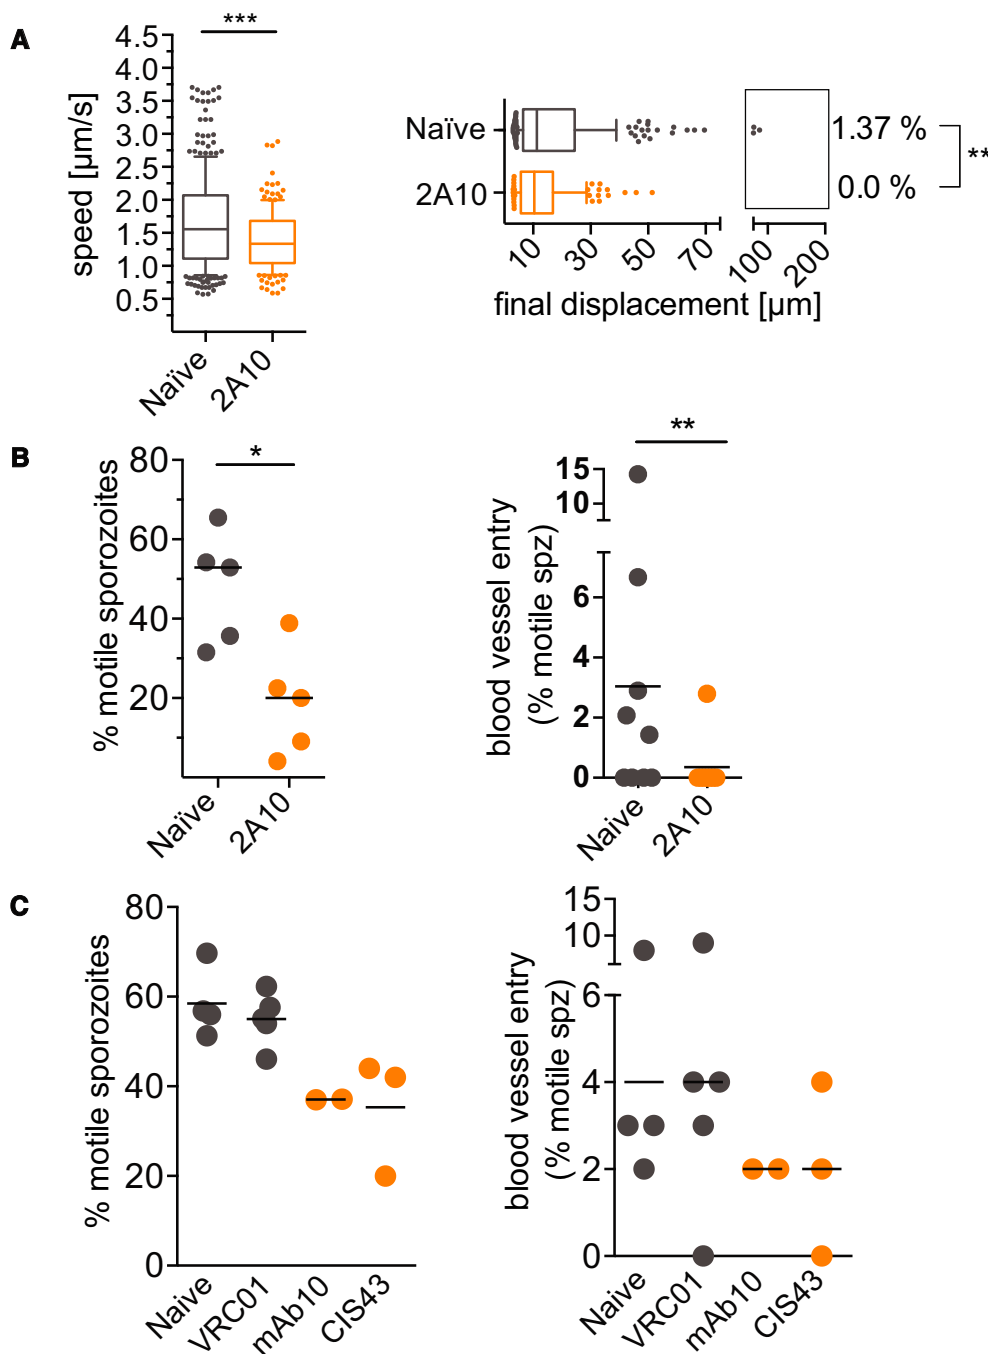 A
***
speed [µm/s]
4.5
4.0
3.5
3.0
2.5
2.0
1.5
1.0
0.5
Naïve
2A10
Naïve
2A10
1.37 %
0.0 %
**
10
30
50
70
100
200
final displacement [µm]
B
*
% motile sporozoites
80
60
40
20
Naïve
2A10
**
blood vessel entry
(% motile spz)
15
10
6
4
2
0
Naive
2A10
C
% motile sporozoites
80
60
40
20
0
Naive
VRC01
mAb10
CIS43
blood vessel entry
(% motile spz)
15
10
6
4
2
0
Naive
VRC01
mAb10
CIS43